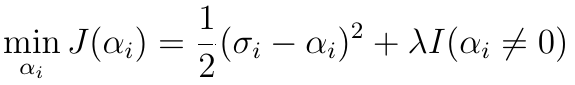 \min_{\alpha_i} J(\alpha_i) = \frac{1}{2}(\sigma_i - \alpha_i)^2 + \lambda I(\alpha_i \neq 0)